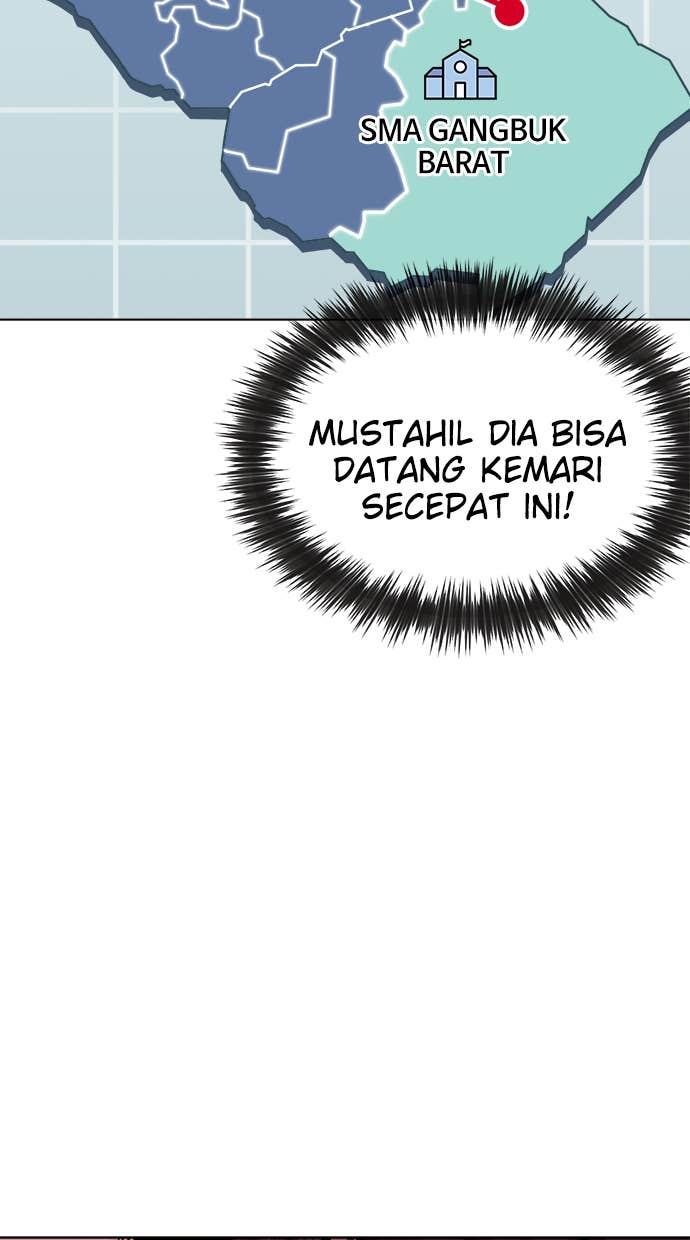 SMA GANGBUK
BARAT
MUSTAHIL DIA BISA
DATANG KEMARI
SECEPAT INI!